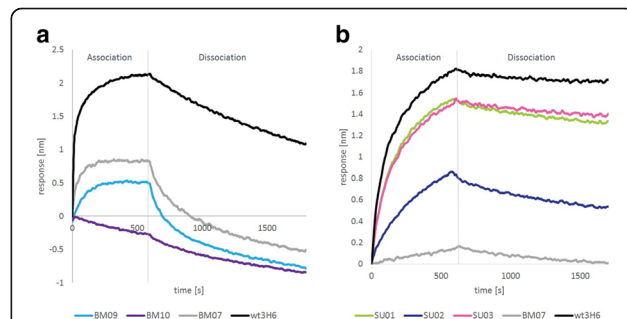 a
Association
Dissociation
response [nm]
2.5
2
1.5
1
0.5
0
-0.5
-1
0
500
1000
1500
time [s]
BM09 BM10 BM07 wt3H6
b
Association
Dissociation
response [nm]
2
1.8
1.6
1.4
1.2
1
0.8
0.6
0.4
0.2
0
0
500
1000
1500
time [s]
SU01 SU02 SU03 BM07 wt3H6